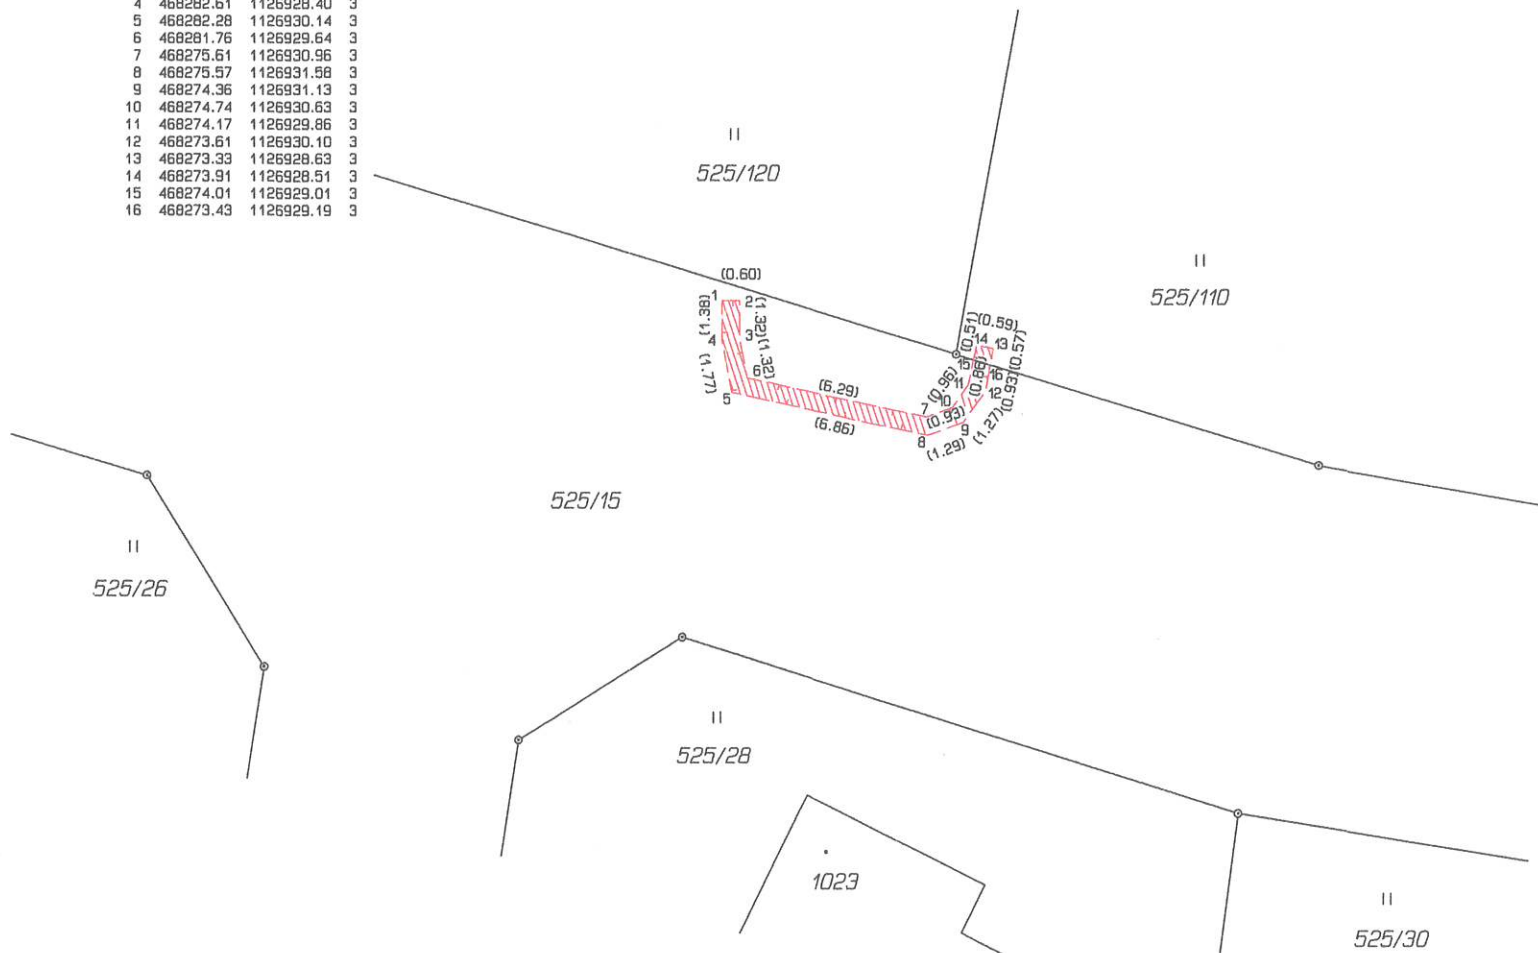 4 468282.61 1126928.40 3
5 468282.28 1126930.14 3
6 468281.76 1126929.64 3
7 468275.61 1126930.96 3
8 468275.57 1126931.58 3
9 468274.36 1126931.13 3
10 468274.74 1126930.63 3
11 468274.17 1126929.86 3
12 468273.61 1126930.10 3
13 468273.33 1126928.63 3
14 468273.91 1126928.51 3
15 468274.01 1126929.01 3
16 468273.43 1126929.19 3
II
525/120
II
525/110
(0.60)
1
2
(1.38)
(1.32)
3
4
(1.32)
(1.77)
6
5
(6.29)
(6.86)
7
8
(0.93)
(1.29)
9
10
(0.96)
11
(0.86)
15
(0.51)
14
(0.59)
13
(0.57)
16
12
(0.93)
(1.27)
525/15
II
525/26
II
525/28
1023
II
525/30